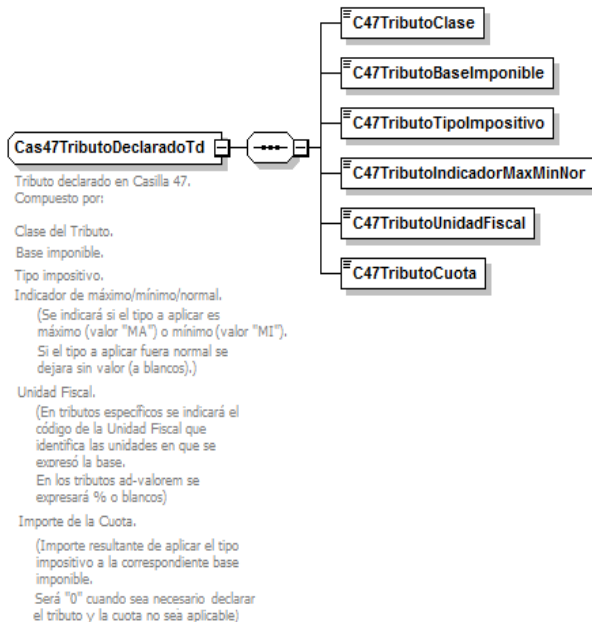 C47TributoClase
C47TributoBaseImponible
C47TributoTipoImpositivo
C47TributoIndicadorMaxMinNor
C47TributoUnidadFiscal
C47TributoCuota
Cas47TributoDeclaradoTd
Tributo declarado en Casilla 47.
Compuesto por:
Clase del Tributo.
Base imponible.
Tipo impositivo.
Indicador de máximo/mínimo/normal.
(Se indicará si el tipo a aplicar es
máximo (valor "MA") o mínimo (valor "MI").
Si el tipo a aplicar fuera normal se
dejara sin valor (a blancos).)
Unidad Fiscal.
(En tributos específicos se indicará el
código de la Unidad Fiscal que
identifica las unidades en que se
expresó la base.
En los tributos ad-valorem se
expresará % o blancos)
Importe de la Cuota.
(Importe resultante de aplicar el tipo
impositivo a la correspondiente base
imponible.
Será "0" cuando sea necesario declarar
el tributo y la cuota no sea aplicable)